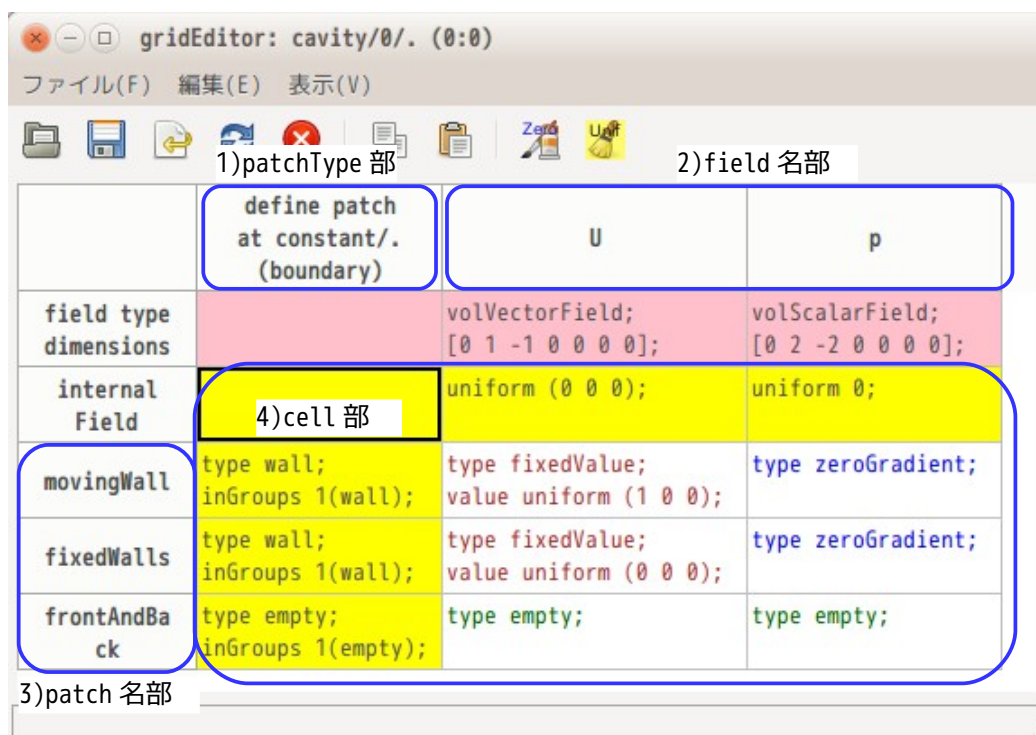 gridEditor: cavity/0/. (0:0)
ファイル(F) 編集(E) 表示(V)
Zero Unif
1)patchType 部
2)field 名部
define patch
at constant/.
(boundary)
U
p
field type
dimensions
volVectorField;
[0 1 -1 0 0 0 0];
volScalarField;
[0 2 -2 0 0 0 0];
internal
Field
4)cell 部
uniform (0 0 0);
uniform 0;
movingWall
type wall;
inGroups 1(wall);
type fixedValue;
value uniform (1 0 0);
type zeroGradient;
fixedWalls
type wall;
inGroups 1(wall);
type fixedValue;
value uniform (0 0 0);
type zeroGradient;
frontAndBa
ck
type empty;
inGroups 1(empty);
type empty;
type empty;
3)patch 名部